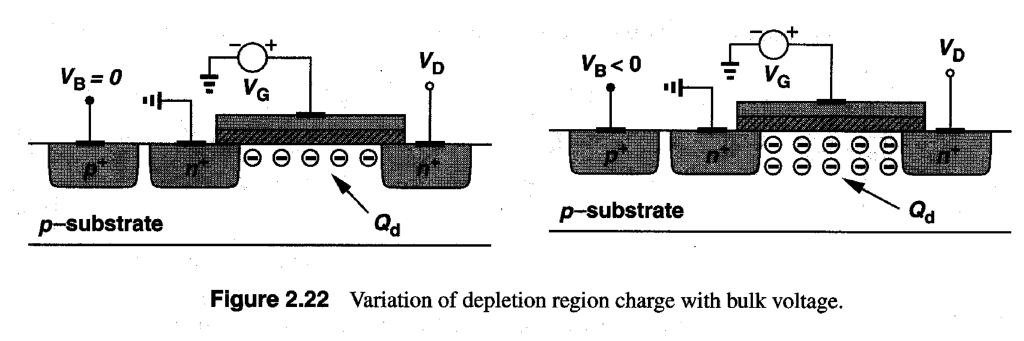 V_B = 0
− +
V_G
V_D
p+
n+
n+
p–substrate
Q_d
V_B < 0
− +
V_G
V_D
p+
n+
n+
p–substrate
Q_d
Figure 2.22 Variation of depletion region charge with bulk voltage.